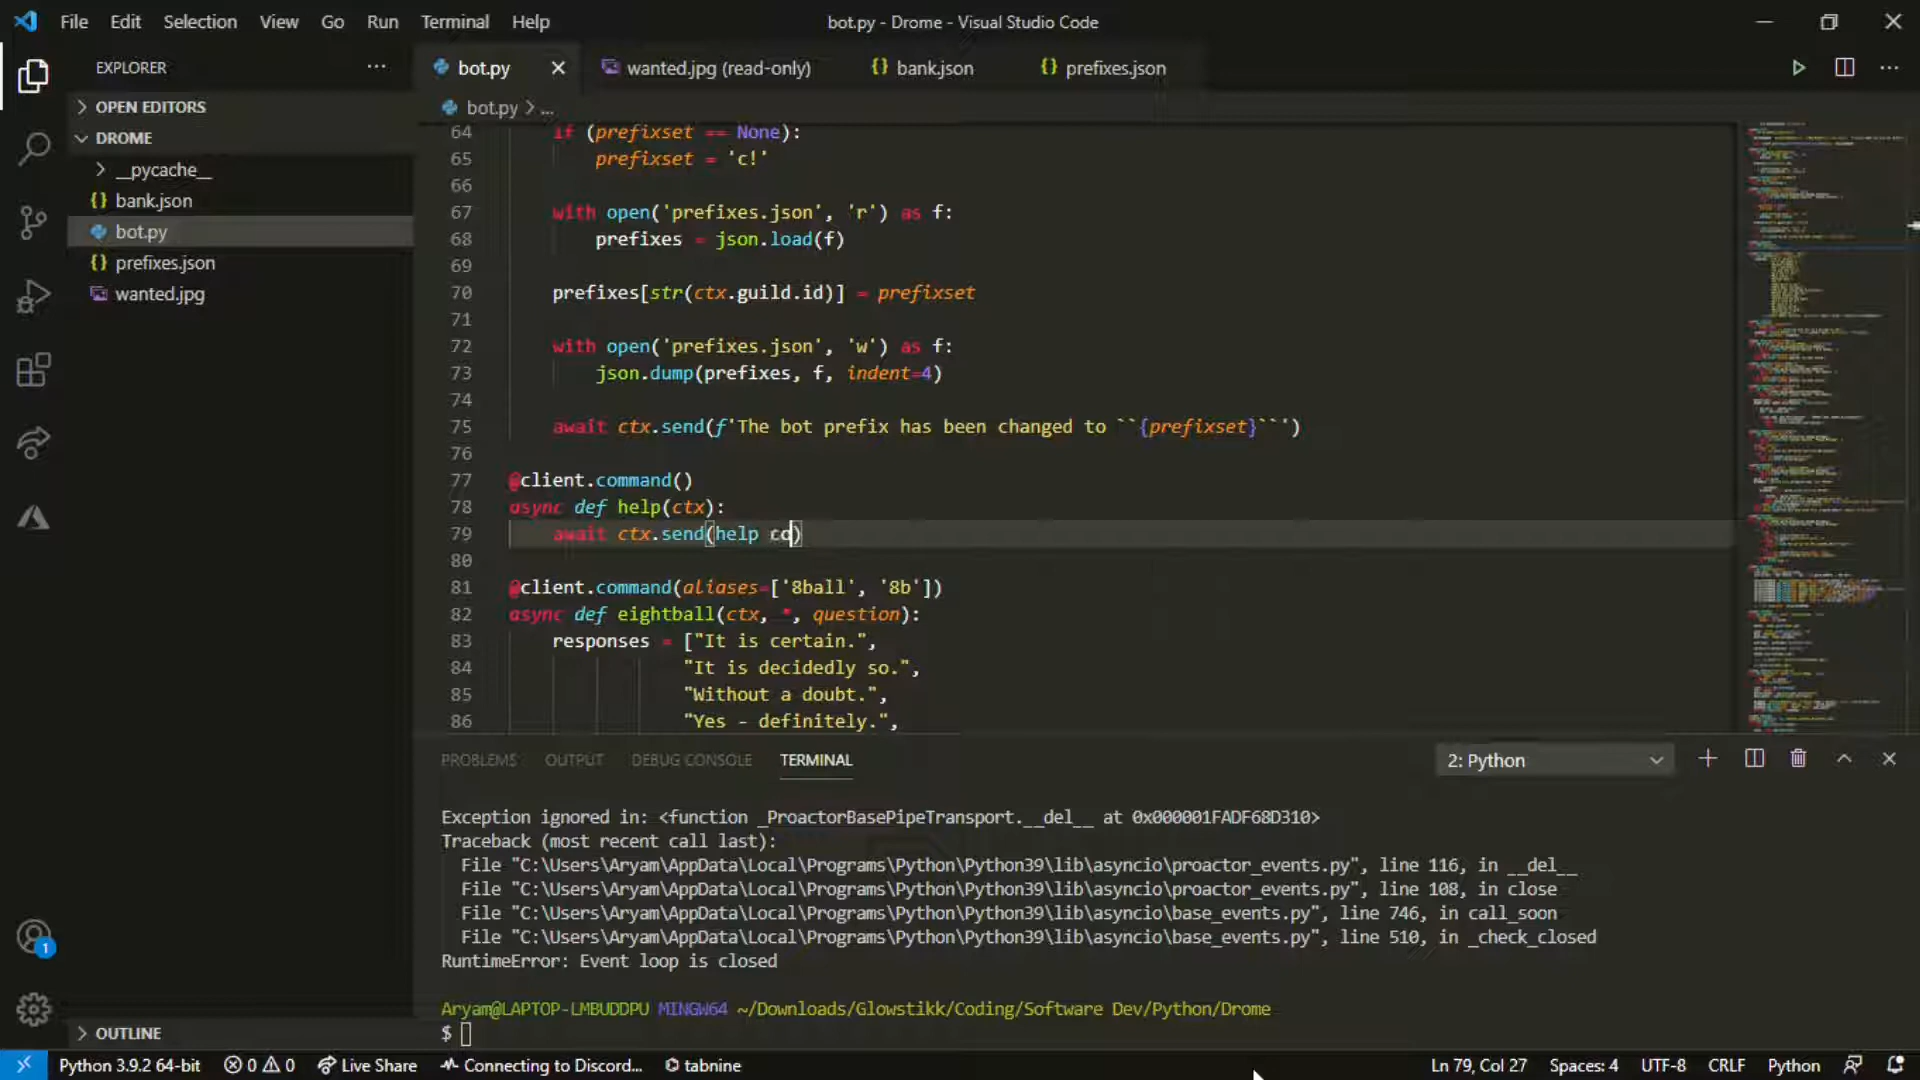 File Edit Selection View Go Run Terminal Help
bot.py - Drome - Visual Studio Code
EXPLORER
OPEN EDITORS
DROME
__pycache__
bank.json
bot.py
prefixes.json
wanted.jpg
OUTLINE
bot.py wanted.jpg (read-only) bank.json prefixes.json
bot.py > ...
64 if (prefixset == None):
65 prefixset = 'c!'
66
67 with open('prefixes.json', 'r') as f:
68 prefixes = json.load(f)
69
70 prefixes[str(ctx.guild.id)] = prefixset
71
72 with open('prefixes.json', 'w') as f:
73 json.dump(prefixes, f, indent=4)
74
75 await ctx.send(f'The bot prefix has been changed to ``{prefixset}``')
76
77 @client.command()
78 async def help(ctx):
79 await ctx.send(help co)
80
81 @client.command(aliases=['8ball', '8b'])
82 async def eightball(ctx, *, question):
83 responses = ["It is certain.",
84 "It is decidedly so.",
85 "Without a doubt.",
86 "Yes - definitely.",
PROBLEMS OUTPUT DEBUG CONSOLE TERMINAL
2: Python
Exception ignored in: <function _ProactorBasePipeTransport.__del__ at 0x000001FADF68D310>
Traceback (most recent call last):
File "C:\Users\Aryam\AppData\Local\Programs\Python\Python39\lib\asyncio\proactor_events.py", line 116, in __del__
File "C:\Users\Aryam\AppData\Local\Programs\Python\Python39\lib\asyncio\proactor_events.py", line 108, in close
File "C:\Users\Aryam\AppData\Local\Programs\Python\Python39\lib\asyncio\base_events.py", line 746, in call_soon
File "C:\Users\Aryam\AppData\Local\Programs\Python\Python39\lib\asyncio\base_events.py", line 510, in _check_closed
RuntimeError: Event loop is closed
Aryam@LAPTOP-LMBUDDPU MINGW64 ~/Downloads/Glowstikk/Coding/Software Dev/Python/Drome
$
1
Python 3.9.2 64-bit 0 0 Live Share Connecting to Discord... tabnine Ln 79, Col 27 Spaces: 4 UTF-8 CRLF Python